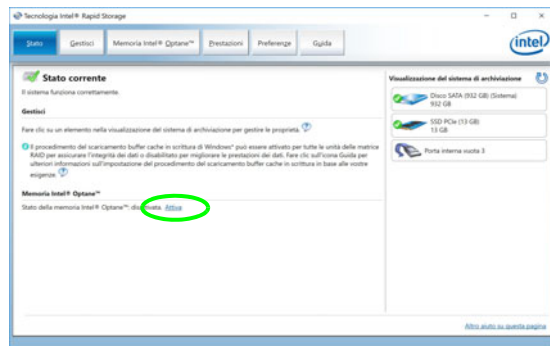 Tecnologia Intel® Rapid Storage
Stato
Gestisci
Memoria Intel® Optane™
Prestazioni
Preferenze
Guida
intel
Stato corrente
Il sistema funziona correttamente.
Gestisci
Fare clic su un elemento nella visualizzazione del sistema di archiviazione per gestire le proprietà.
Il procedimento del scaricamento buffer cache in scrittura di Windows* può essere attivato per tutte le unità delle matrice
RAID per assicurare l'integrità dei dati o disabilitato per migliorare le prestazioni dei dati. Fare clic sull'icona Guida per
ulteriori informazioni sull'impostazione del procedimento del scaricamento buffer cache in scrittura in base alle vostre
esigenze.
Memoria Intel® Optane™
Stato della memoria Intel® Optane™: disattivata. Attiva
Visualizzazione del sistema di archiviazione
Disco SATA (932 GB) (Sistema)
932 GB
SSD PCIe (13 GB)
13 GB
Porta interna vuota 3
Altro aiuto su questa pagina